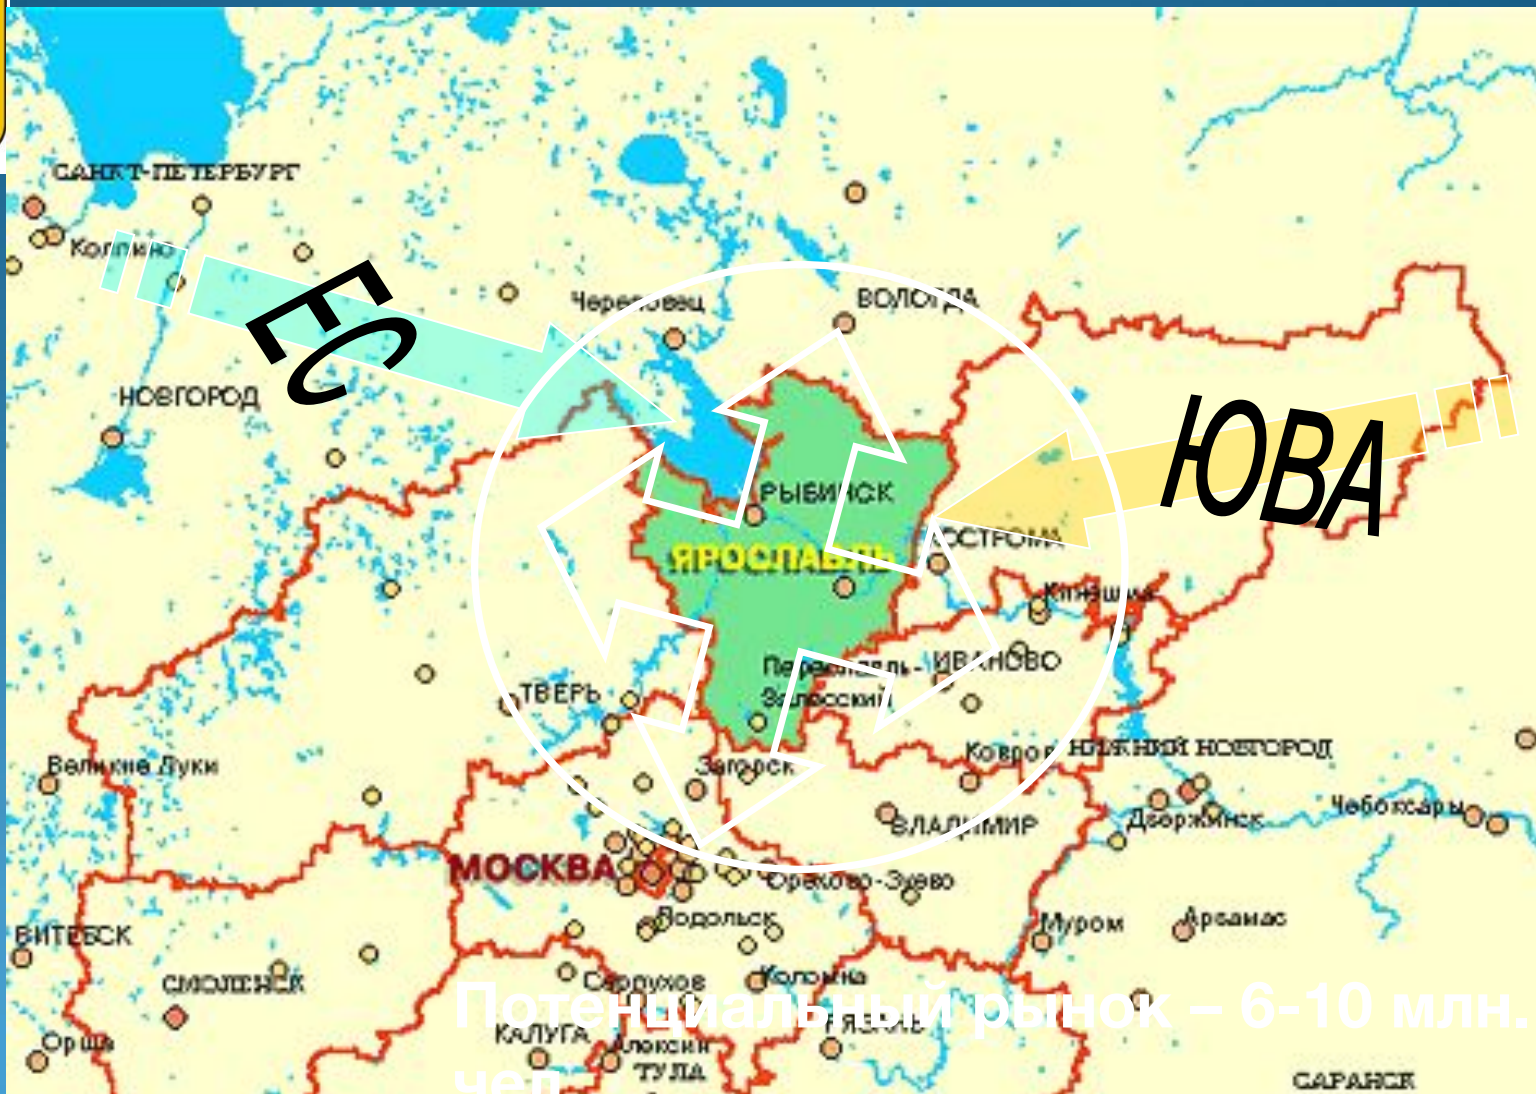 САНКТ-ПЕТЕРБУРГ
Колпино
ЕС
Череповец
ВОЛОГДА
НОВГОРОД
ЮВА
РЫБИНСК
ЯРОСЛАВЛЬ
КОСТРОМА
Кинешма
Переславль-
Залесский
ИВАНОВО
ТВЕРЬ
Великие Луки
Загорск
Ковров
НИЖНИЙ НОВГОРОД
Дзержинск
Чебоксары
ВЛАДИМИР
МОСКВА
Орехово-Зуево
Подольск
Муром
Арзамас
ВИТЕБСК
СМОЛЕНСК
Серпухов
Коломна
Потенциальный рынок – 6-10 млн.
чел
КАЛУГА
РЯЗАНЬ
Орша
Алексин
ТУЛА
САРАНСК